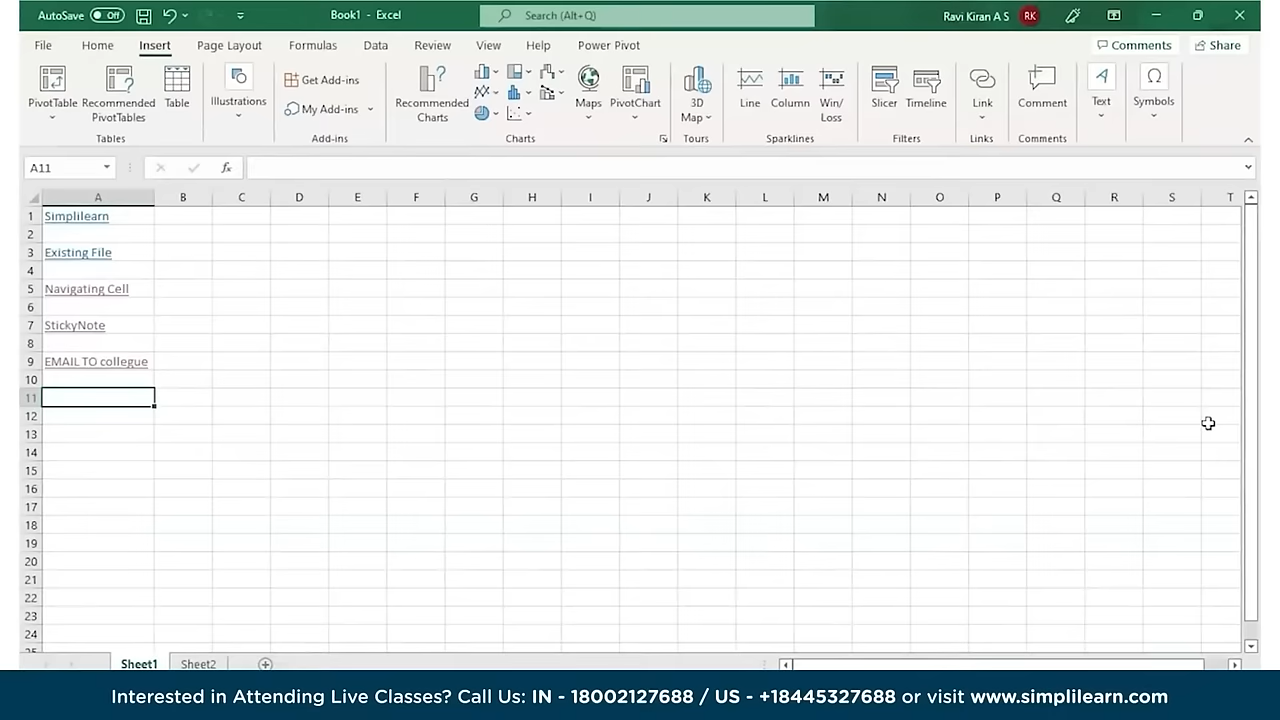 AutoSave Off Book1 - Excel Search (Alt+Q) Ravi Kiran A S RK
File Home Insert Page Layout Formulas Data Review View Help Power Pivot Comments Share
PivotTable Recommended PivotTables Table Illustrations Get Add-ins My Add-ins Recommended Charts Maps PivotChart 3D Map Line Column Win/Loss Slicer Timeline Link Comment Text Symbols
Tables Add-ins Charts Tours Sparklines Filters Links Comments
A11 fx
A B C D E F G H I J K L M N O P Q R S T
1 Simplilearn
2
3 Existing File
4
5 Navigating Cell
6
7 StickyNote
8
9 EMAIL TO collegue
10
11
12
13
14
15
16
17
18
19
20
21
22
23
24
25
Sheet1 Sheet2
Interested in Attending Live Classes? Call Us: IN - 18002127688 / US - +18445327688 or visit www.simplilearn.com